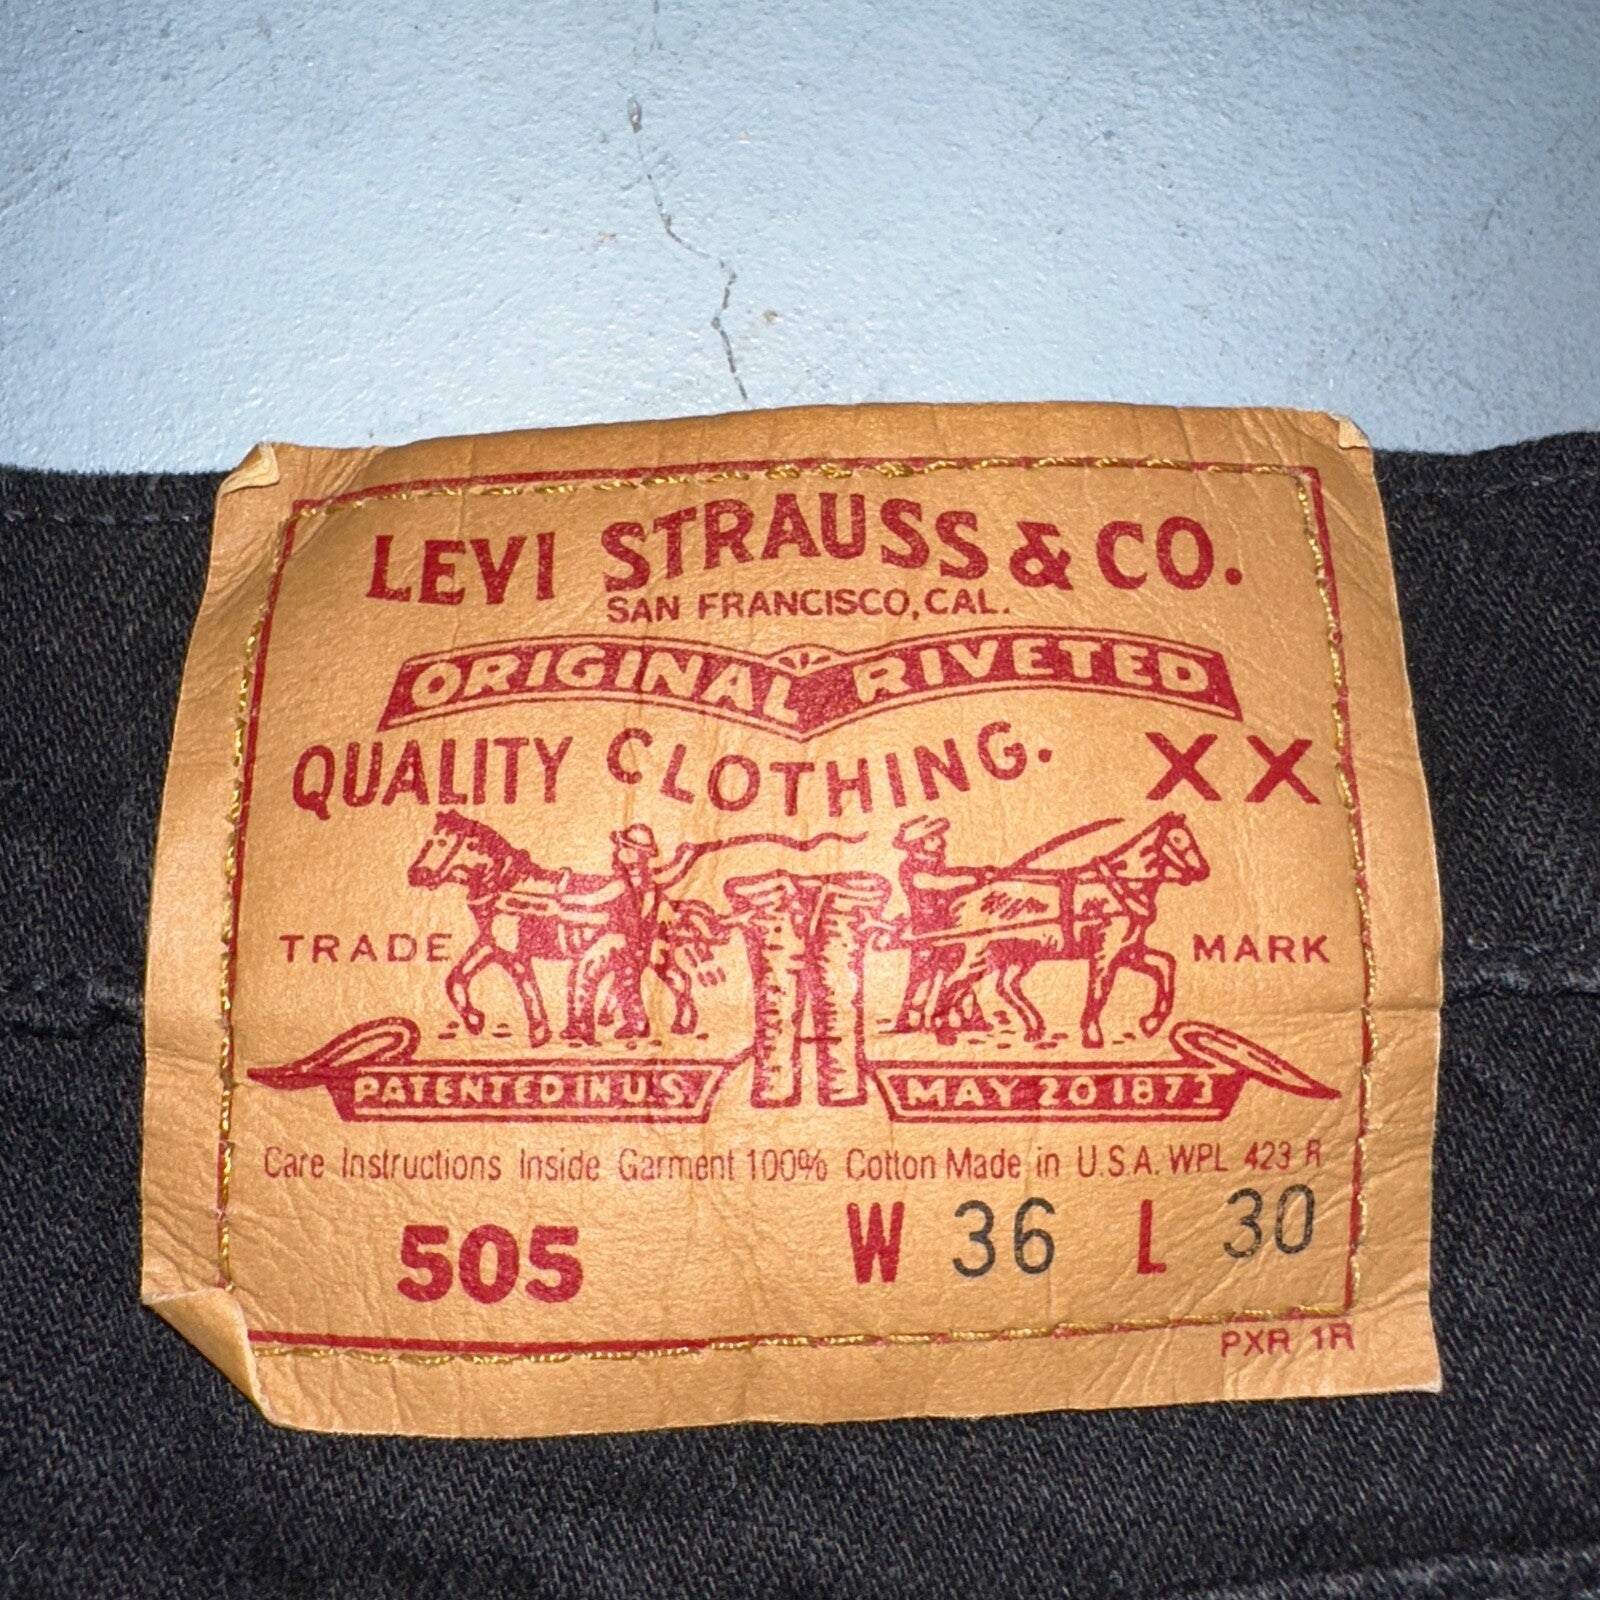 LEVI STRAUSS & CO.
SAN FRANCISCO, CAL.
ORIGINAL RIVETED
QUALITY CLOTHING. XX
TRADE MARK
PATENTED IN U.S. MAY 20 1873
Care Instructions Inside Garment 100% Cotton Made in U.S.A. WPL 423 R
505 W 36 L 30
PXR 1R